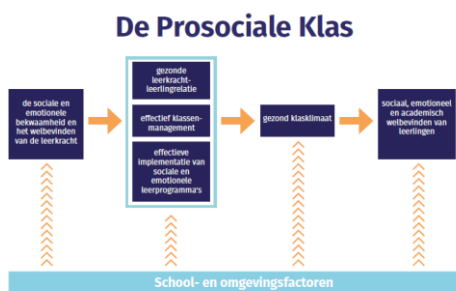 De Prosociale Klas
de sociale en
emotionele
bekwaamheid en
het welbevinden
van de leerkracht
gezonde
leerkracht-
leerlingrelatie
effectief klassen-
management
effectieve
implementatie van
sociale en
emotionele
leerprogramma's
gezond klasklimaat
sociaal, emotioneel
en academisch
welbevinden van
leerlingen
School- en omgevingsfactoren